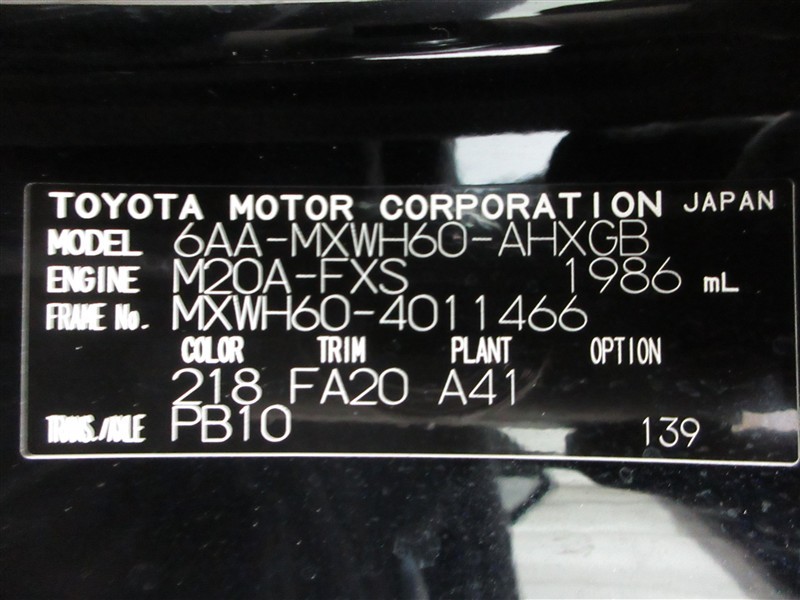 TOYOTA MOTOR CORPORATION JAPAN
MODEL 6AA-MXWH60-AHXGB
ENGINE M20A-FXS 1986 mL
FRAME No. MXWH60-4011466
COLOR TRIM PLANT OPTION
218 FA20 A41
TRANS./AXLE PB10 139